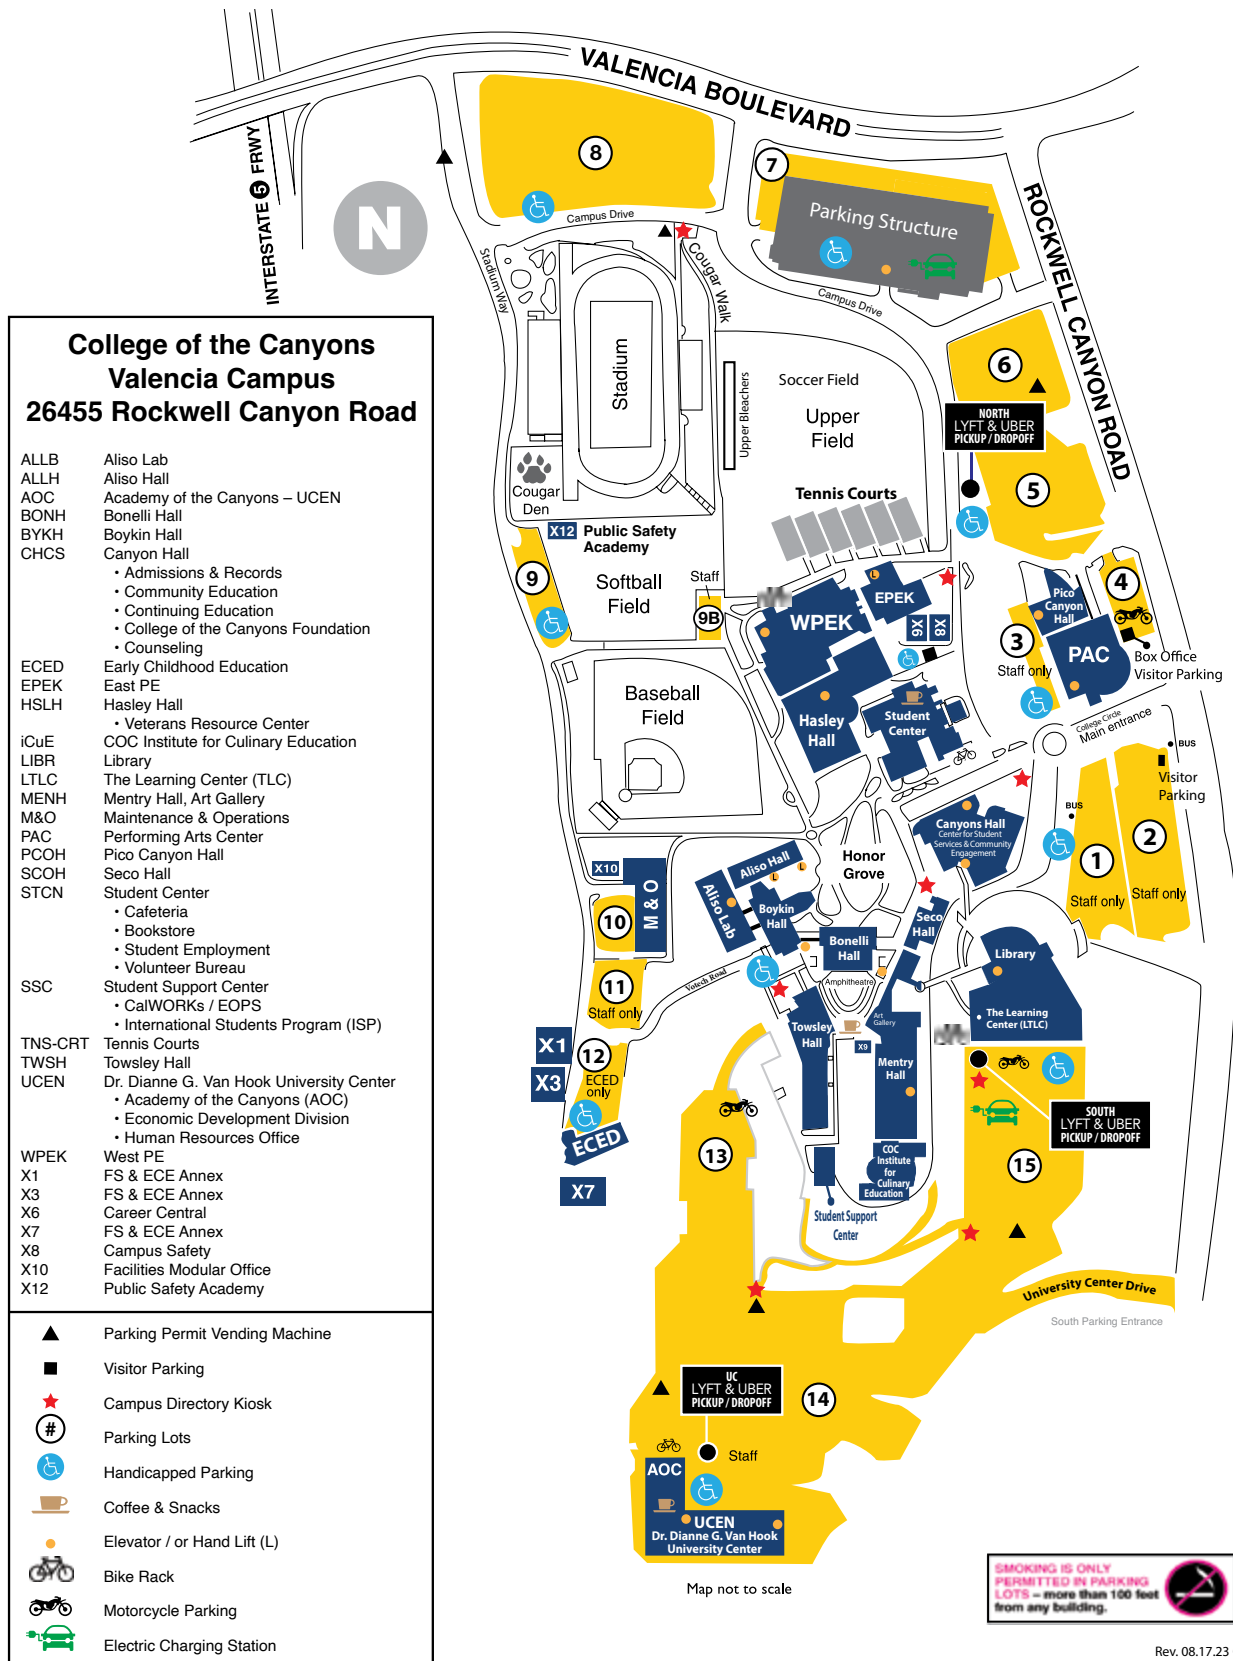 VALENCIA BOULEVARD
INTERSTATE 5 FRWY
N
8
7
Parking Structure
ROCKWELL CANYON ROAD
Campus Drive
Stadium Way
Cougar Walk
Campus Drive
College of the Canyons
Valencia Campus
26455 Rockwell Canyon Road
ALLB Aliso Lab
ALLH Aliso Hall
AOC Academy of the Canyons – UCEN
BONH Bonelli Hall
BYKH Boykin Hall
CHCS Canyon Hall
• Admissions & Records
• Community Education
• Continuing Education
• College of the Canyons Foundation
• Counseling
ECED Early Childhood Education
EPEK East PE
HSLH Hasley Hall
• Veterans Resource Center
iCuE COC Institute for Culinary Education
LIBR Library
LTLC The Learning Center (TLC)
MENH Mentry Hall, Art Gallery
M&O Maintenance & Operations
PAC Performing Arts Center
PCOH Pico Canyon Hall
SCOH Seco Hall
STCN Student Center
• Cafeteria
• Bookstore
• Student Employment
• Volunteer Bureau
SSC Student Support Center
• CalWORKs / EOPS
• International Students Program (ISP)
TNS-CRT Tennis Courts
TWSH Towsley Hall
UCEN Dr. Dianne G. Van Hook University Center
• Academy of the Canyons (AOC)
• Economic Development Division
• Human Resources Office
WPEK West PE
X1 FS & ECE Annex
X3 FS & ECE Annex
X6 Career Central
X7 FS & ECE Annex
X8 Campus Safety
X10 Facilities Modular Office
X12 Public Safety Academy
Parking Permit Vending Machine
Visitor Parking
Campus Directory Kiosk
# Parking Lots
Handicapped Parking
Coffee & Snacks
Elevator / or Hand Lift (L)
Bike Rack
Motorcycle Parking
Electric Charging Station
Stadium
Upper Bleachers
Soccer Field
Upper
Field
6
NORTH
LYFT & UBER
PICKUP / DROPOFF
5
Cougar
Den
Tennis Courts
X12 Public Safety
Academy
9
Softball
Field
Staff
9B
L
EPEK
WPEK
X6
X8
Pico
Canyon
Hall
4
3
Staff only
PAC
Box Office
Visitor Parking
Baseball
Field
Hasley
Hall
Student
Center
College Circle
Main entrance
BUS
Visitor
Parking
BUS
1
Staff only
2
Staff only
Canyons Hall
Center for Student
Services & Community
Engagement
Honor
Grove
X10
M & O
10
11
Staff only
Aliso Hall
L
L
Aliso Lab
Boykin
Hall
Bonelli
Hall
Seco
Hall
Library
The Learning
Center (LTLC)
Votech Road
Amphitheatre
Art
Gallery
Towsley
Hall
X9
Mentry
Hall
X1
X3
12
ECED
only
ECED
X7
13
COC
Institute
for
Culinary
Education
Student Support
Center
SOUTH
LYFT & UBER
PICKUP / DROPOFF
15
University Center Drive
South Parking Entrance
UC
LYFT & UBER
PICKUP / DROPOFF
14
Staff
AOC
UCEN
Dr. Dianne G. Van Hook
University Center
Map not to scale
SMOKING IS ONLY
PERMITTED IN PARKING
LOTS – more than 100 feet
from any building.
Rev. 08.17.23